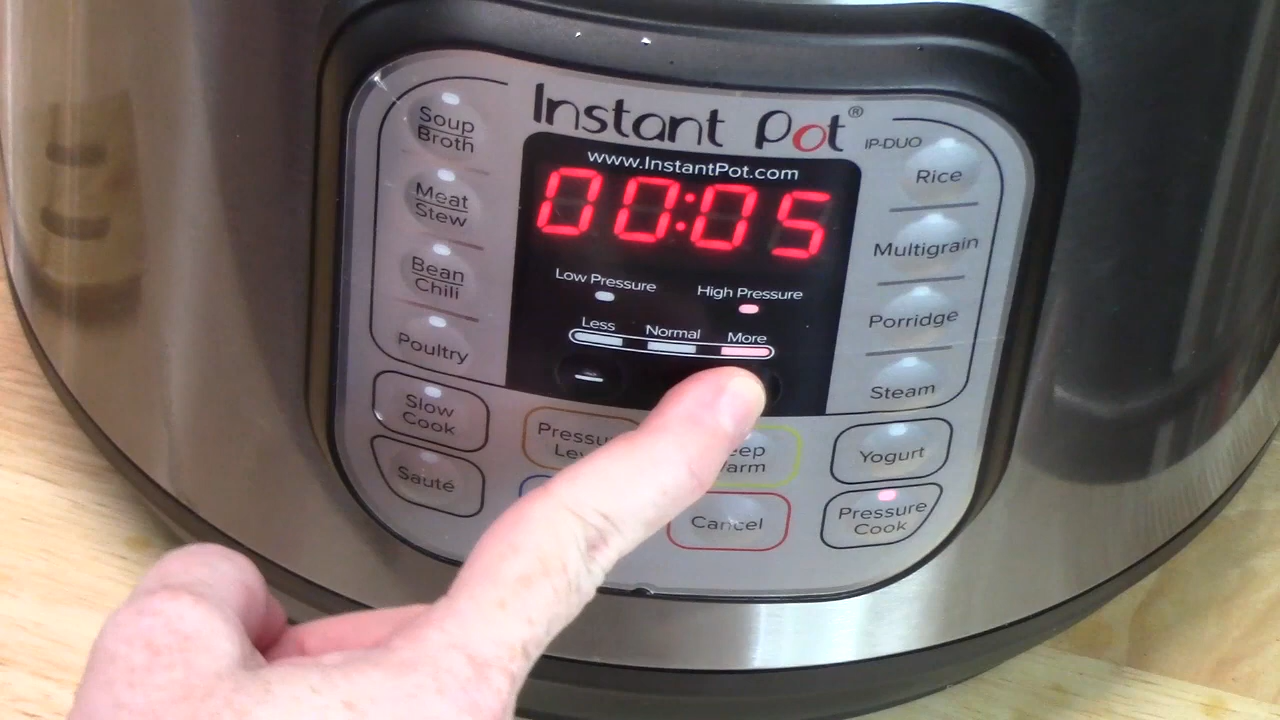 Instant Pot®
IP-DUO
www.InstantPot.com
00:05
Low Pressure
High Pressure
Less
Normal
More
Soup
Broth
Meat
Stew
Bean
Chili
Poultry
Slow
Cook
Sauté
Rice
Multigrain
Porridge
Steam
Yogurt
Pressure
Cook
Cancel